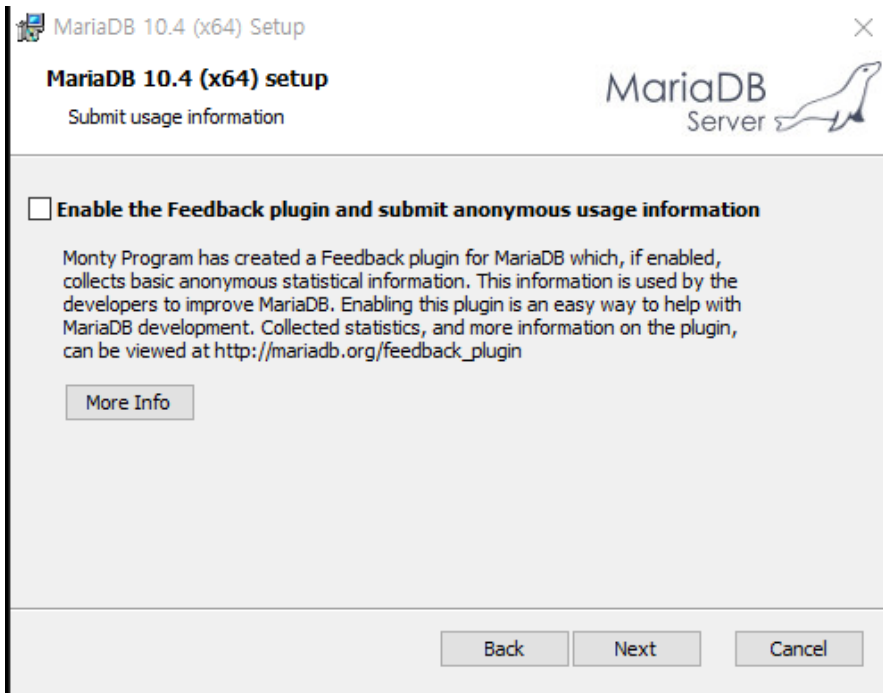 MariaDB 10.4 (x64) Setup
MariaDB 10.4 (x64) setup
Submit usage information
MariaDB
Server
Enable the Feedback plugin and submit anonymous usage information
Monty Program has created a Feedback plugin for MariaDB which, if enabled,
collects basic anonymous statistical information. This information is used by the
developers to improve MariaDB. Enabling this plugin is an easy way to help with
MariaDB development. Collected statistics, and more information on the plugin,
can be viewed at http://mariadb.org/feedback_plugin
More Info
Back
Next
Cancel